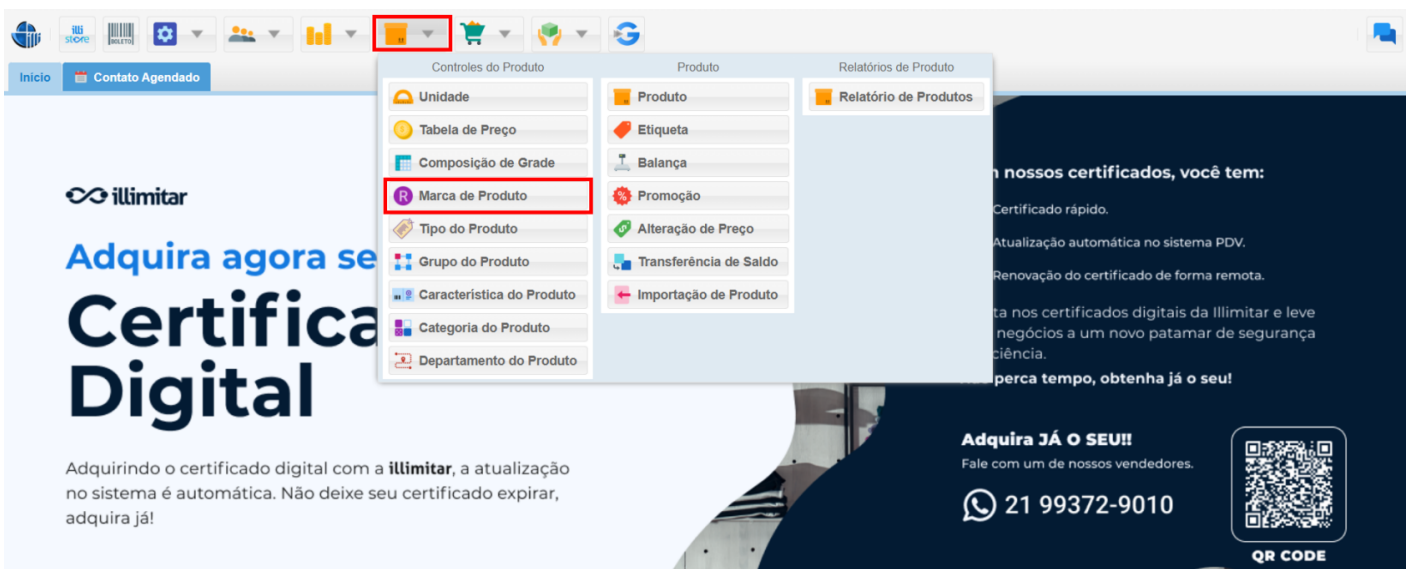 illi
store
BOLETO
Início
Contato Agendado
Controles do Produto
Unidade
Tabela de Preço
Composição de Grade
Marca de Produto
Tipo do Produto
Grupo do Produto
Característica do Produto
Categoria do Produto
Departamento do Produto
Produto
Produto
Etiqueta
Balança
Promoção
Alteração de Preço
Transferência de Saldo
Importação de Produto
Relatórios de Produto
Relatório de Produtos
illimitar
Adquira agora se
Certifica
Digital
Adquirindo o certificado digital com a illimitar, a atualização
no sistema é automática. Não deixe seu certificado expirar,
adquira já!
nossos certificados, você tem:
Certificado rápido.
Atualização automática no sistema PDV.
Renovação do certificado de forma remota.
ta nos certificados digitais da Illimitar e leve
negócios a um novo patamar de segurança
ciência.
perca tempo, obtenha já o seu!
Adquira JÁ O SEU!!
Fale com um de nossos vendedores.
21 99372-9010
QR CODE